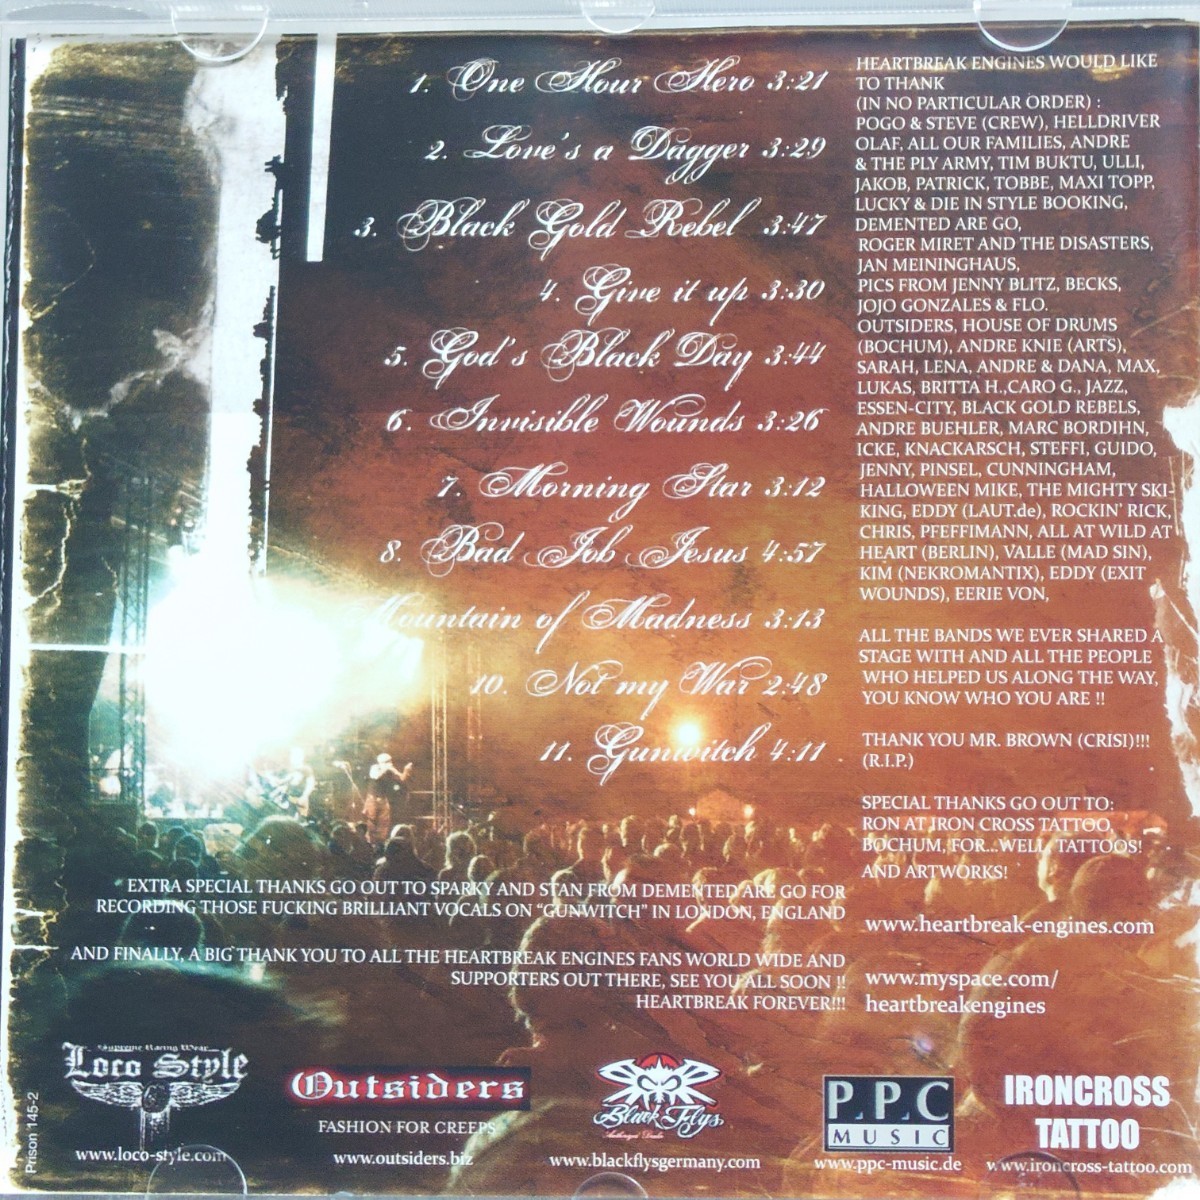 1. One Hour Hero 3:21
2. Love's a Dagger 3:29
3. Black Gold Rebel 3:47
4. Give it up 3:30
5. God's Black Day 3:44
6. Invisible Wounds 3:26
7. Morning Star 3:12
8. Bad Job Jesus 4:57
Mountain of Madness 3:13
10. Not my War 2:48
11. Gunwitch 4:11
HEARTBREAK ENGINES WOULD LIKE
TO THANK
(IN NO PARTICULAR ORDER) :
POGO & STEVE (CREW), HELLDRIVER
OLAF, ALL OUR FAMILIES, ANDRE
& THE PLY ARMY, TIM BUKTU, ULLI,
JAKOB, PATRICK, TOBBE, MAXI TOPP,
LUCKY & DIE IN STYLE BOOKING,
DEMENTED ARE GO,
ROGER MIRET AND THE DISASTERS,
JAN MEININGHAUS,
PICS FROM JENNY BLITZ, BECKS,
JOJO GONZALES & FLO.
OUTSIDERS, HOUSE OF DRUMS
(BOCHUM), ANDRE KNIE (ARTS),
SARAH, LENA, ANDRE & DANA, MAX,
LUKAS, BRITTA H.,CARO G., JAZZ,
ESSEN-CITY, BLACK GOLD REBELS,
ANDRE BUEHLER, MARC BORDIHN,
ICKE, KNACKARSCH, STEFFI, GUIDO,
JENNY, PINSEL, CUNNINGHAM,
HALLOWEEN MIKE, THE MIGHTY SKI-
KING, EDDY (LAUT.de), ROCKIN' RICK,
CHRIS, PFEFFIMANN, ALL AT WILD AT
HEART (BERLIN), VALLE (MAD SIN),
KIM (NEKROMANTIX), EDDY (EXIT
WOUNDS), EERIE VON,
ALL THE BANDS WE EVER SHARED A
STAGE WITH AND ALL THE PEOPLE
WHO HELPED US ALONG THE WAY,
YOU KNOW WHO YOU ARE !!
THANK YOU MR. BROWN (CRISI)!!!
(R.I.P.)
SPECIAL THANKS GO OUT TO:
RON AT IRON CROSS TATTOO,
BOCHUM, FOR...WELL, TATTOOS!
AND ARTWORKS!
www.heartbreak-engines.com
www.myspace.com/
heartbreakengines
EXTRA SPECIAL THANKS GO OUT TO SPARKY AND STAN FROM DEMENTED ARE GO FOR
RECORDING THOSE FUCKING BRILLIANT VOCALS ON "GUNWITCH" IN LONDON, ENGLAND
AND FINALLY, A BIG THANK YOU TO ALL THE HEARTBREAK ENGINES FANS WORLD WIDE AND
SUPPORTERS OUT THERE, SEE YOU ALL SOON !!
HEARTBREAK FOREVER!!!
Prison 145-2
Supreme Racing Wear
Loco Style
www.loco-style.com
Outsiders
FASHION FOR CREEPS
www.outsiders.biz
Black Flys
www.blackflysgermany.com
P.P.C
MUSIC
www.ppc-music.de
IRONCROSS
TATTOO
www.ironcross-tattoo.com